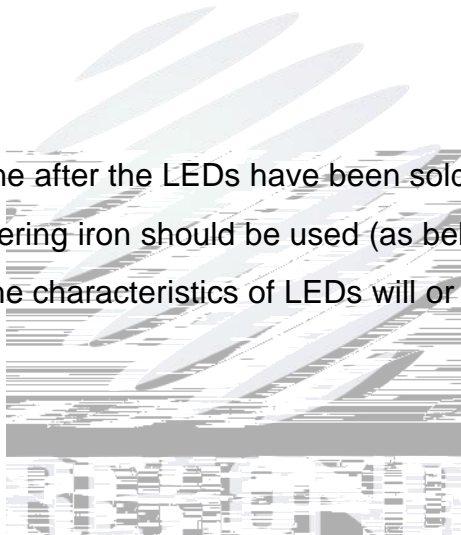 ne after the LEDs have been sold
ering iron should be used (as bel
ne characteristics of LEDs will or